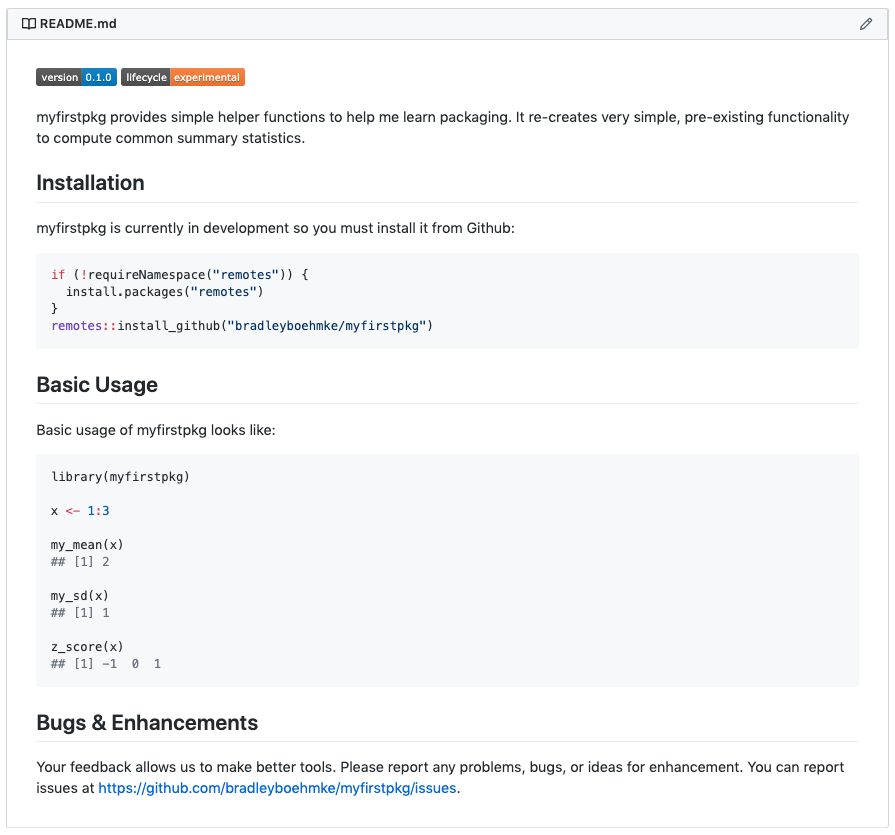 README.md
version 0.1.0 lifecycle experimental
myfirstpkg provides simple helper functions to help me learn packaging. It re-creates very simple, pre-existing functionality
to compute common summary statistics.
Installation
myfirstpkg is currently in development so you must install it from Github:
if (!requireNamespace("remotes")) {
  install.packages("remotes")
}
remotes::install_github("bradleyboehmke/myfirstpkg")
Basic Usage
Basic usage of myfirstpkg looks like:
library(myfirstpkg)
x <- 1:3
my_mean(x)
## [1] 2
my_sd(x)
## [1] 1
z_score(x)
## [1] -1  0  1
Bugs & Enhancements
Your feedback allows us to make better tools. Please report any problems, bugs, or ideas for enhancement. You can report
issues at https://github.com/bradleyboehmke/myfirstpkg/issues.